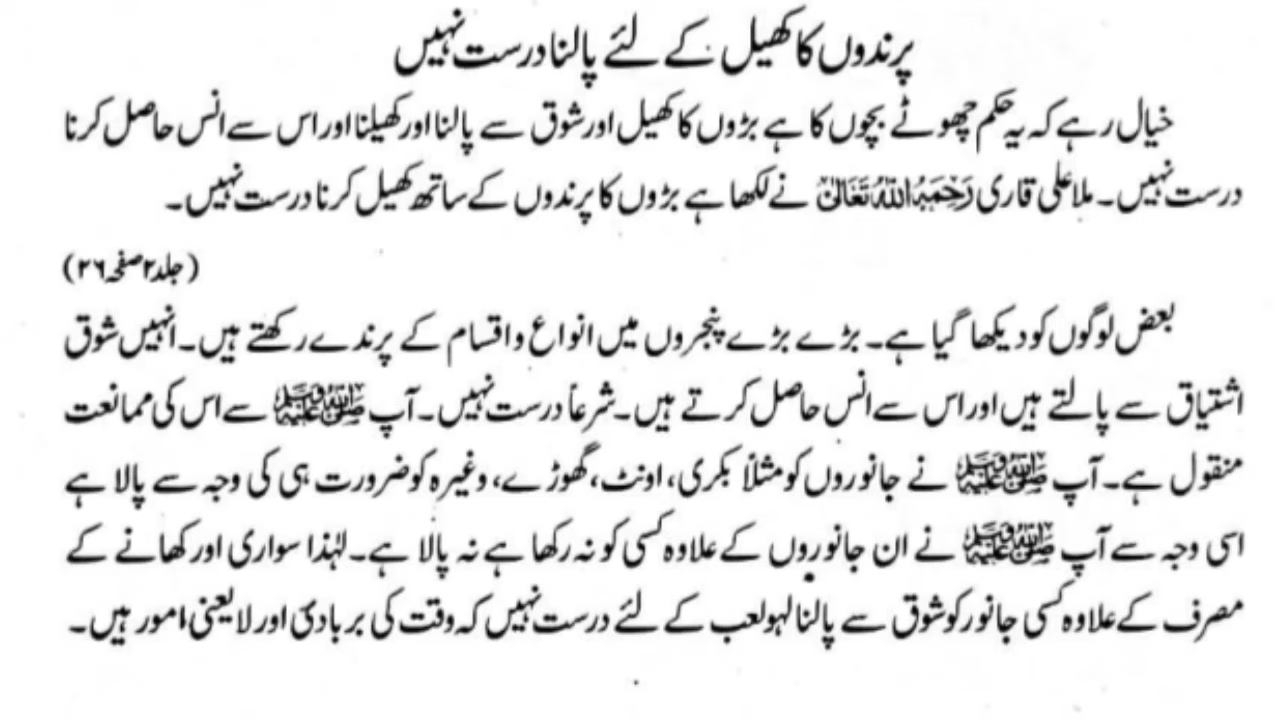 پرندوں کا کھیل کے لئے پالنا درست نہیں
خیال رہے کہ یہ حکم چھوٹے بچوں کا ہے بڑوں کا کھیل اور شوق سے پالنا اور کھیلنا اور اس سے انس حاصل کرنا
درست نہیں۔ ملا علی قاری رَحِمَہُ اللّٰہُ تَعَالٰی نے لکھا ہے بڑوں کا پرندوں کے ساتھ کھیل کرنا درست نہیں۔
(جلد ۲ صفحہ ۲۶)
بعض لوگوں کو دیکھا گیا ہے۔ بڑے بڑے پنجروں میں انواع و اقسام کے پرندے رکھتے ہیں۔ انہیں شوق
اشتیاق سے پالتے ہیں اور اس سے انس حاصل کرتے ہیں۔ شرعاً درست نہیں۔ آپ ﷺ سے اس کی ممانعت
منقول ہے۔ آپ ﷺ نے جانوروں کو مثلاً بکری، اونٹ، گھوڑے، وغیرہ کو ضرورت ہی کی وجہ سے پالا ہے
اسی وجہ سے آپ ﷺ نے ان جانوروں کے علاوہ کسی کو نہ رکھا ہے نہ پالا ہے۔ لہٰذا سواری اور کھانے کے
مصرف کے علاوہ کسی جانور کو شوق سے پالنا لہو لعب کے لئے درست نہیں کہ وقت کی بربادی اور لایعنی امور ہیں۔